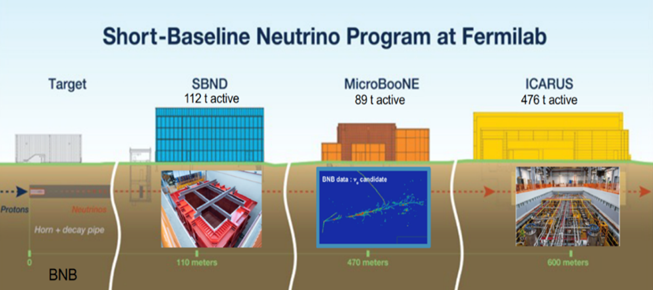 Short-Baseline Neutrino Program at Fermilab
Target
SBND
112 t active
MicroBooNE
89 t active
ICARUS
476 t active
BNB data : νe candidate
Protons
Neutrinos
Horn + decay pipe
0
110 meters
470 meters
600 meters
BNB